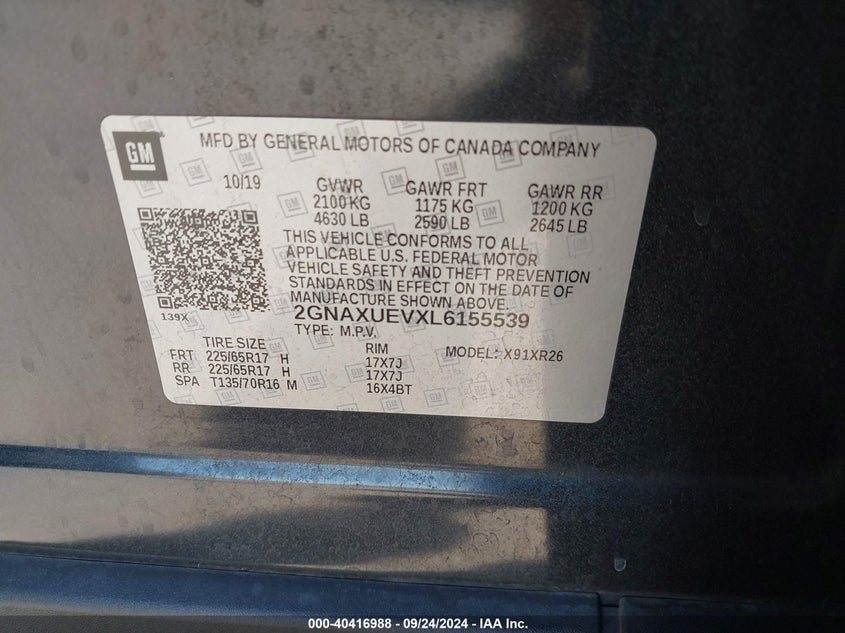 GM
MFD BY GENERAL MOTORS OF CANADA COMPANY
10/19 GVWR GAWR FRT GAWR RR
2100 KG 1175 KG 1200 KG
4630 LB 2590 LB 2645 LB
THIS VEHICLE CONFORMS TO ALL
APPLICABLE U.S. FEDERAL MOTOR
VEHICLE SAFETY AND THEFT PREVENTION
STANDARDS IN EFFECT ON THE DATE OF
MANUFACTURE SHOWN ABOVE.
139X 2GNAXUEVXL6155539
TYPE: M.P.V.
TIRE SIZE RIM MODEL: X91XR26
FRT 225/65R17 H 17X7J
RR 225/65R17 H 17X7J
SPA T135/70R16 M 16X4BT
000-40416988 - 09/24/2024 - IAA Inc.